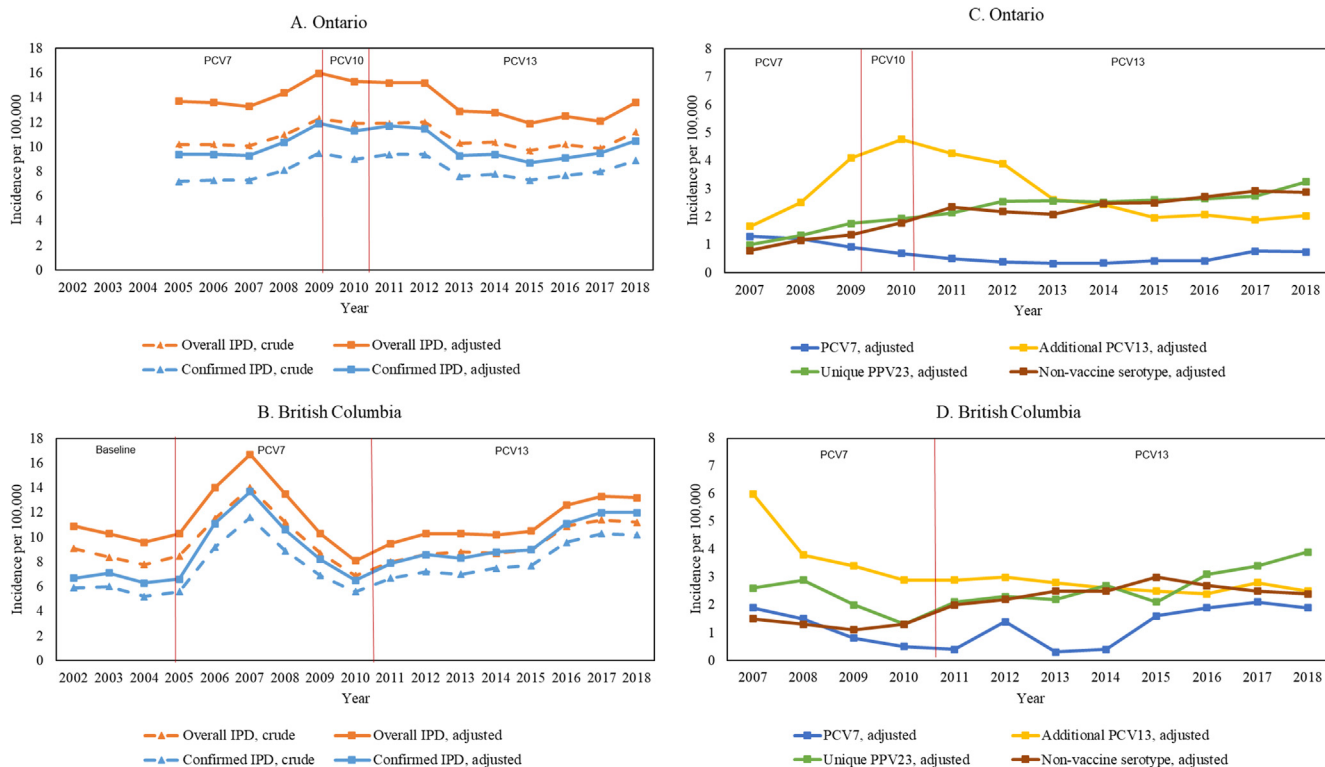 A. Ontario
Incidence per 100,000
18
16
14
12
10
8
6
4
2
0
PCV7
PCV10
PCV13
2002 2003 2004 2005 2006 2007 2008 2009 2010 2011 2012 2013 2014 2015 2016 2017 2018
Year
Overall IPD, crude
Overall IPD, adjusted
Confirmed IPD, crude
Confirmed IPD, adjusted
C. Ontario
Incidence per 100,000
8
7
6
5
4
3
2
1
0
PCV7
PCV10
PCV13
2007 2008 2009 2010 2011 2012 2013 2014 2015 2016 2017 2018
Year
PCV7, adjusted
Additional PCV13, adjusted
Unique PPV23, adjusted
Non-vaccine serotype, adjusted
B. British Columbia
Incidence per 100,000
18
16
14
12
10
8
6
4
2
0
Baseline
PCV7
PCV13
2002 2003 2004 2005 2006 2007 2008 2009 2010 2011 2012 2013 2014 2015 2016 2017 2018
Year
Overall IPD, crude
Overall IPD, adjusted
Confirmed IPD, crude
Confirmed IPD, adjusted
D. British Columbia
Incidence per 100,000
8
7
6
5
4
3
2
1
0
PCV7
PCV13
2007 2008 2009 2010 2011 2012 2013 2014 2015 2016 2017 2018
Year
PCV7, adjusted
Additional PCV13, adjusted
Unique PPV23, adjusted
Non-vaccine serotype, adjusted